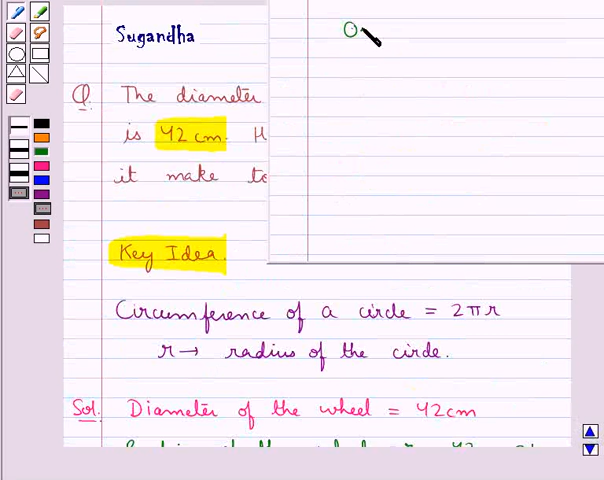 Sugandha
Q. The diameter
is 42 cm. H
it make to
Key Idea.
Circumference of a circle = 2πr
r → radius of the circle.
Sol. Diameter of the wheel = 42cm